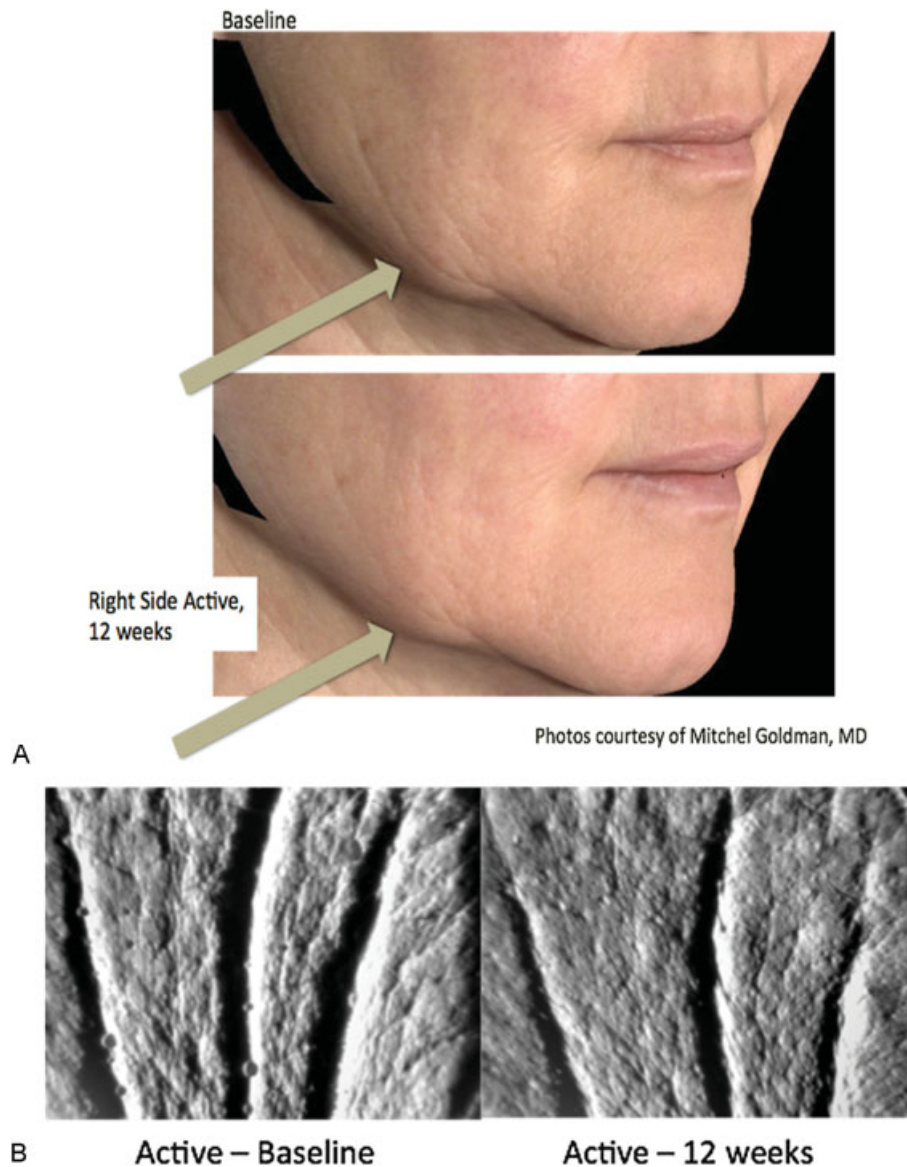 Baseline
Right Side Active,
12 weeks
Photos courtesy of Mitchel Goldman, MD
A
B
Active – Baseline
Active – 12 weeks